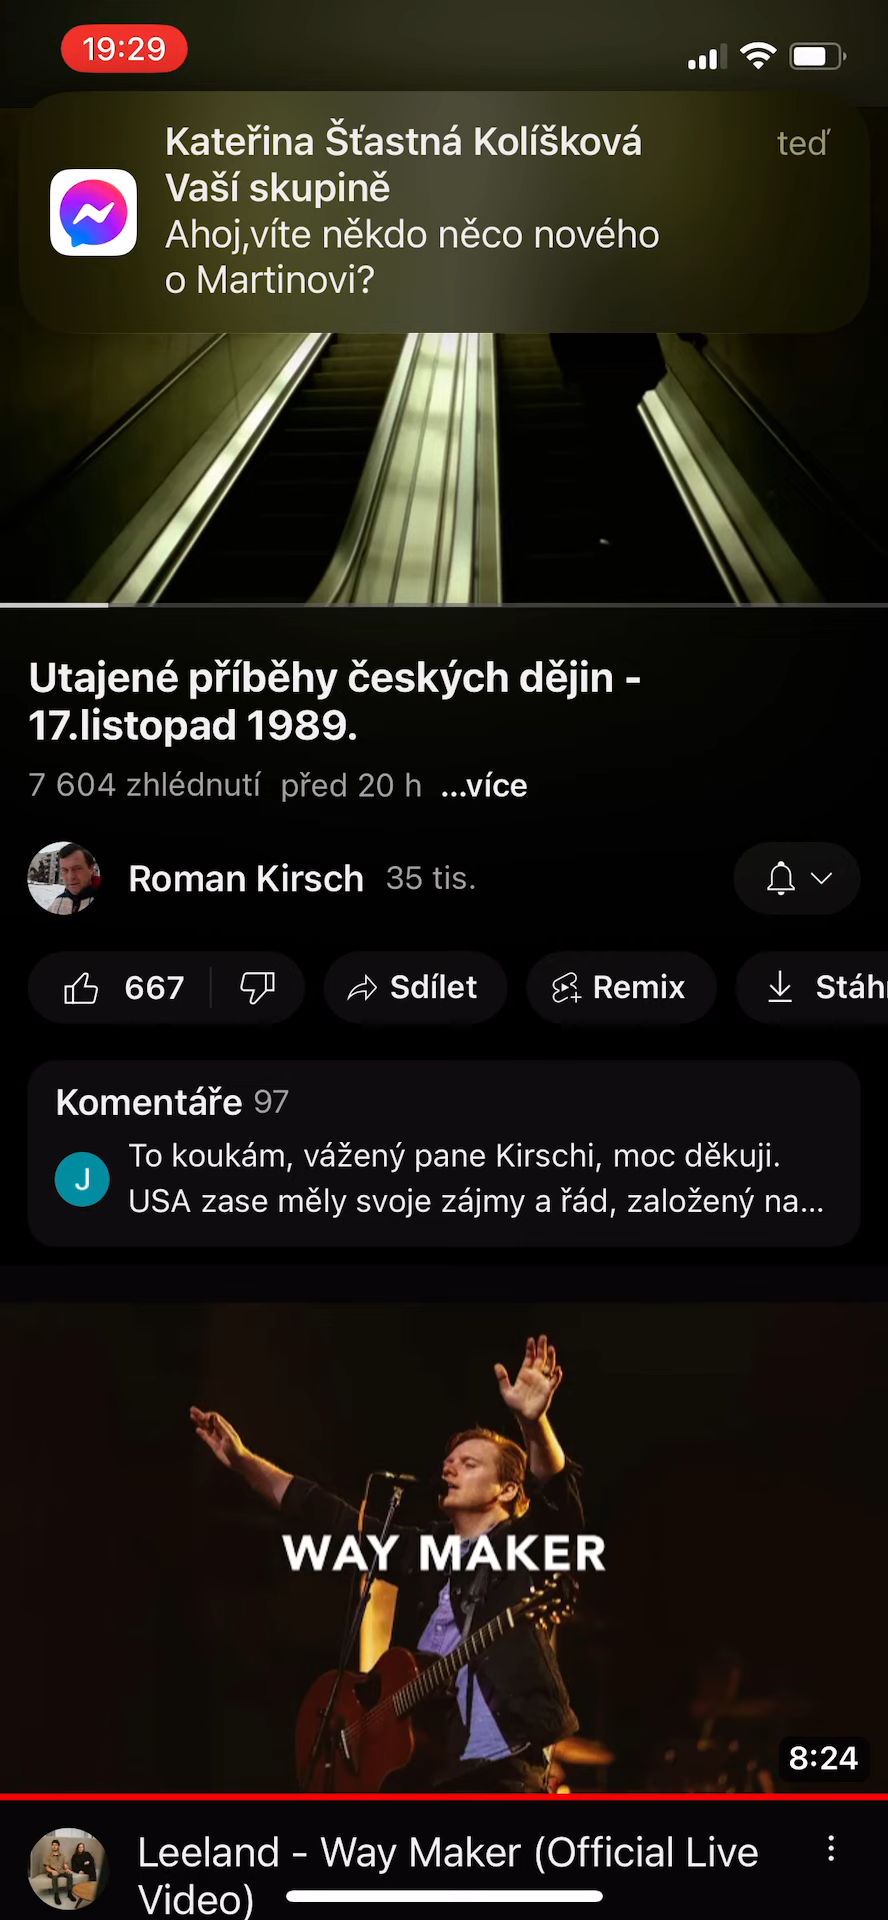 19:29
Kateřina Šťastná Kolíšková
teď
Vaší skupině
Ahoj,víte někdo něco nového
o Martinovi?
Utajené příběhy českých dějin -
17.listopad 1989.
7 604 zhlédnutí před 20 h ...více
Roman Kirsch 35 tis.
667 Sdílet Remix Stáh
Komentáře 97
J
To koukám, vážený pane Kirschi, moc děkuji.
USA zase měly svoje zájmy a řád, založený na...
WAY MAKER
8:24
Leeland - Way Maker (Official Live
Video)